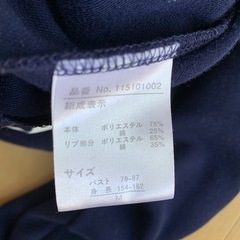 品番 No. 115101002
組成表示
本体 ポリエステル 75%
綿 25%
リブ部分 ポリエステル 65%
綿 35%
サイズ
バスト 79-87
身長 154-162
M